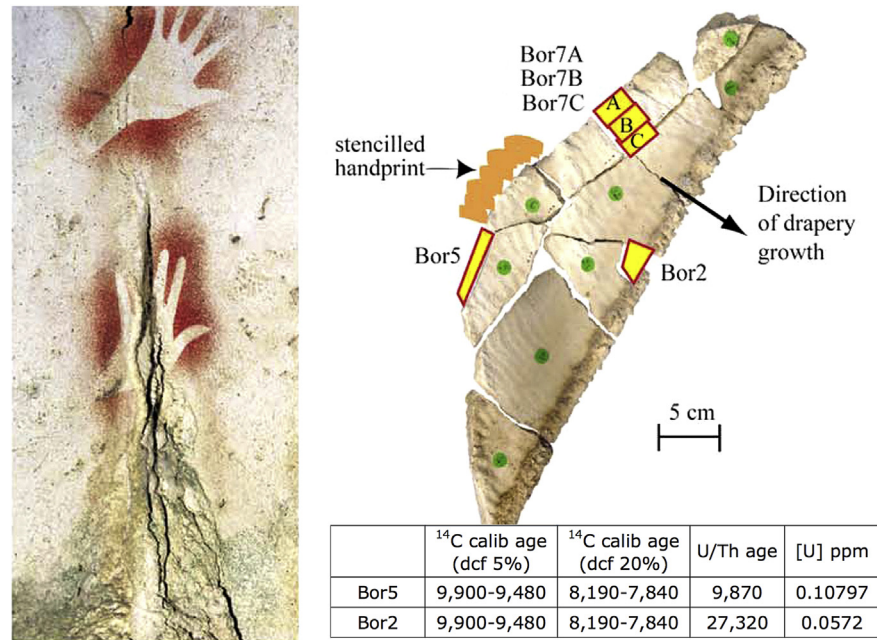 Bor7A
Bor7B
Bor7C
A
B
C
stencilled
handprint
Direction
of drapery
growth
Bor5
Bor2
5 cm
¹⁴C calib age (dcf 5%) ¹⁴C calib age (dcf 20%) U/Th age [U] ppm
Bor5 9,900-9,480 8,190-7,840 9,870 0.10797
Bor2 9,900-9,480 8,190-7,840 27,320 0.0572